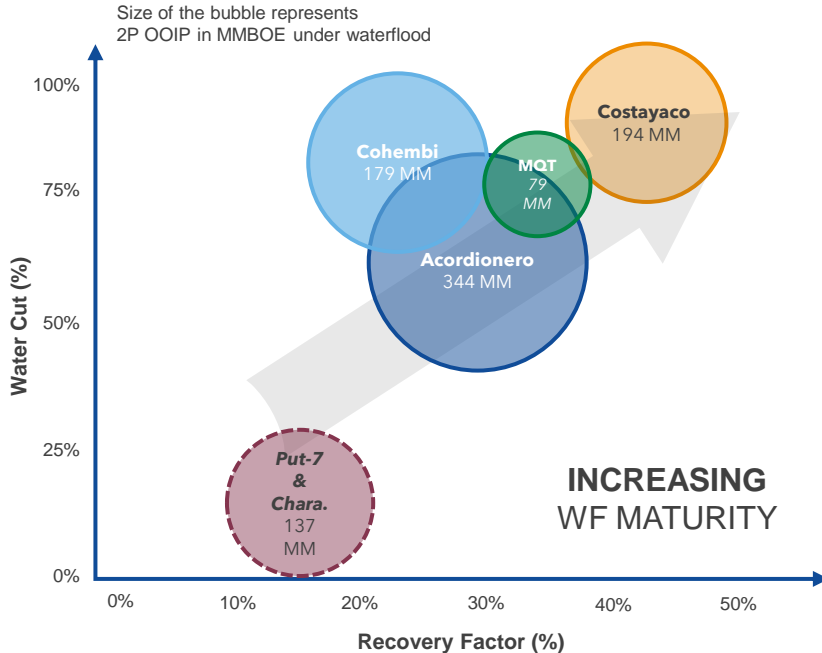 Size of the bubble represents
2P OOIP in MMBOE under waterflood
Water Cut (%)
100%
75%
50%
25%
0%
Cohembi
179 MM
MQT
79
MM
Costayaco
194 MM
Acordionero
344 MM
Put-7
&
Chara.
137
MM
INCREASING
WF MATURITY
0%
10%
20%
30%
40%
50%
Recovery Factor (%)